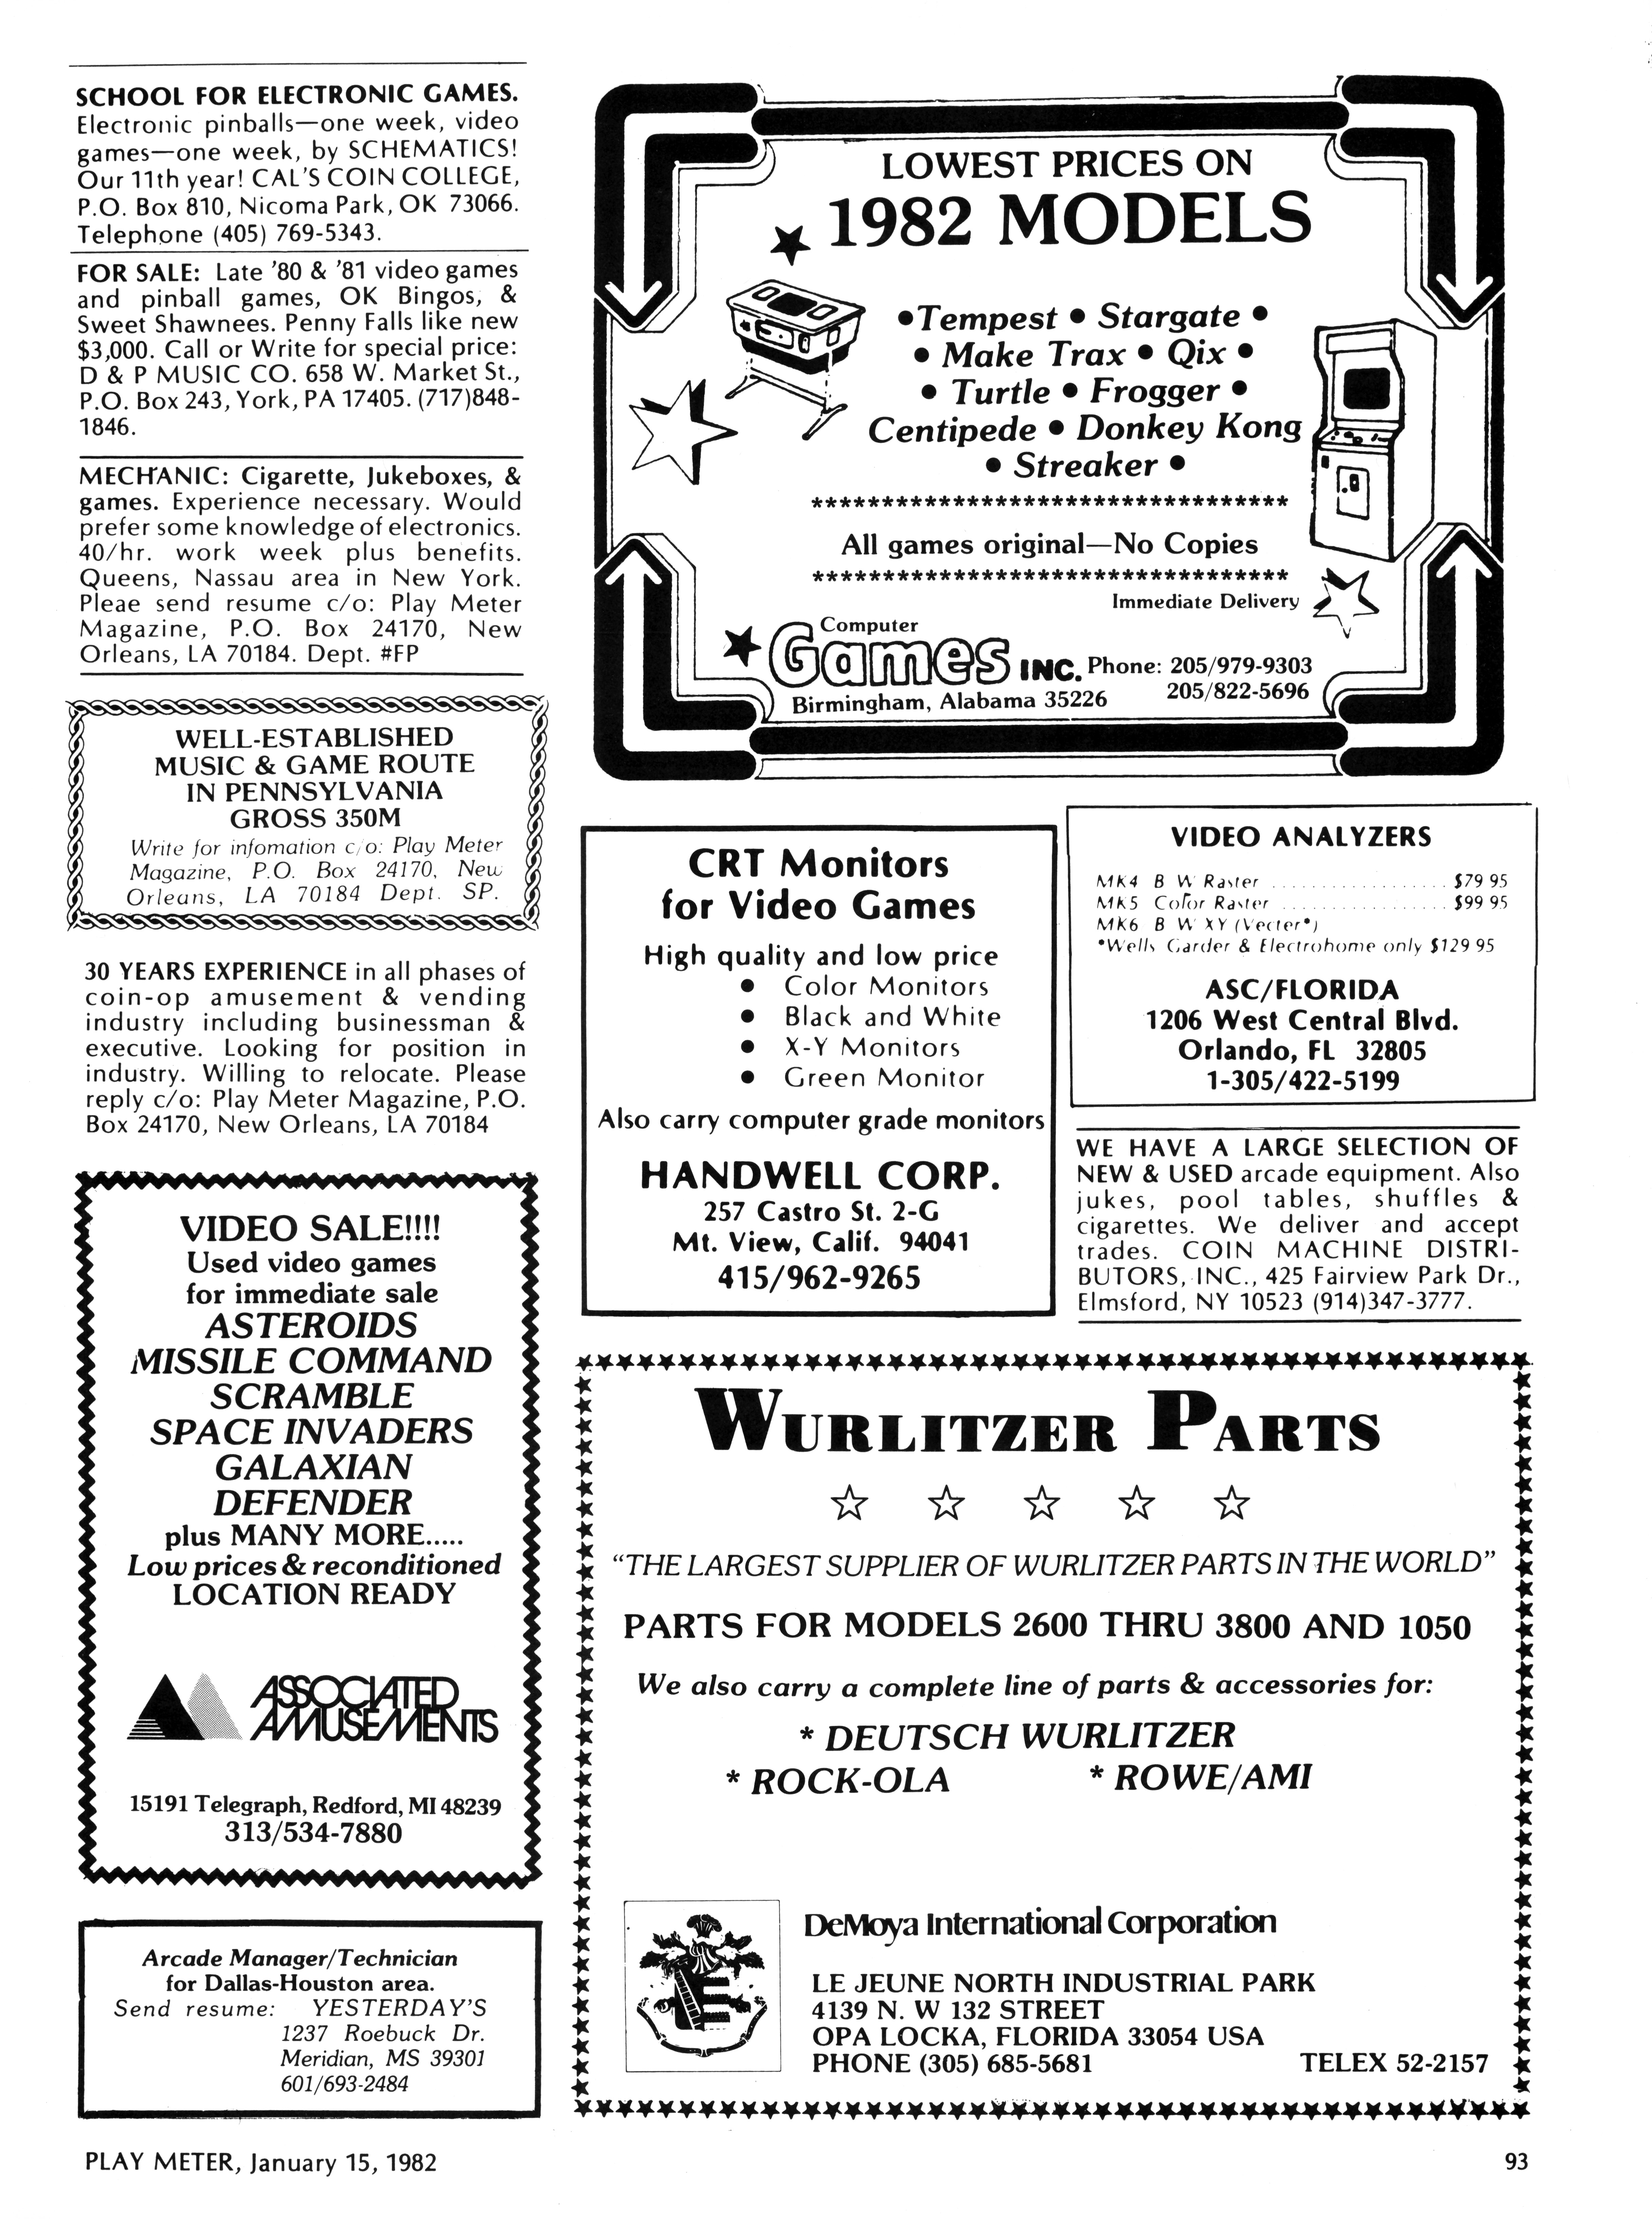 SCHOOL FOR ELECTRONIC GAMES.
Electronic pinballs—one week, video
games—one week, by SCHEMATICS!
Our 11th year! CAL'S COIN COLLEGE,
P.O. Box 810, Nicoma Park, OK 73066.
Telephone (405) 769-5343.
FOR SALE: Late '80 & '81 video games
and pinball games, OK Bingos, &
Sweet Shawnees. Penny Falls like new
$3,000. Call or Write for special price:
D & P MUSIC CO. 658 W. Market St.,
P.O. Box 243, York, PA 17405. (717)848-
1846.
MECHANIC: Cigarette, Jukeboxes, &
games. Experience necessary. Would
prefer some knowledge of electronics.
40/hr. work week plus benefits.
Queens, Nassau area in New York.
Pleae send resume c/o: Play Meter
Magazine, P.O. Box 24170, New
Orleans, LA 70184. Dept. #FP
WELL-ESTABLISHED
MUSIC & GAME ROUTE
IN PENNSYLVANIA
GROSS 350M
Write for infomation c/o: Play Meter
Magazine, P.O. Box 24170, New
Orleans, LA 70184 Dept. SP.
30 YEARS EXPERIENCE in all phases of
coin-op amusement & vending
industry including businessman &
executive. Looking for position in
industry. Willing to relocate. Please
reply c/o: Play Meter Magazine, P.O.
Box 24170, New Orleans, LA 70184
VIDEO SALE!!!!
Used video games
for immediate sale
ASTEROIDS
MISSILE COMMAND
SCRAMBLE
SPACE INVADERS
GALAXIAN
DEFENDER
plus MANY MORE.....
Low prices & reconditioned
LOCATION READY
ASSOCIATED
AMUSEMENTS
15191 Telegraph, Redford, MI 48239
313/534-7880
Arcade Manager/Technician
for Dallas-Houston area.
Send resume: YESTERDAY'S
1237 Roebuck Dr.
Meridian, MS 39301
601/693-2484
LOWEST PRICES ON
1982 MODELS
•Tempest • Stargate •
• Make Trax • Qix •
• Turtle • Frogger •
Centipede • Donkey Kong
• Streaker •
**********************************
All games original—No Copies
**********************************
Immediate Delivery
Computer
Games INC. Phone: 205/979-9303
Birmingham, Alabama 35226 205/822-5696
CRT Monitors
for Video Games
High quality and low price
• Color Monitors
• Black and White
• X-Y Monitors
• Green Monitor
Also carry computer grade monitors
HANDWELL CORP.
257 Castro St. 2-G
Mt. View, Calif. 94041
415/962-9265
VIDEO ANALYZERS
MK4 B W Raster .................. $79 95
MK5 Color Raster ................. $99 95
MK6 B W XY (Vecter*)
*Wells Garder & Electrohome only $129 95
ASC/FLORIDA
1206 West Central Blvd.
Orlando, FL 32805
1-305/422-5199
WE HAVE A LARGE SELECTION OF
NEW & USED arcade equipment. Also
jukes, pool tables, shuffles &
cigarettes. We deliver and accept
trades. COIN MACHINE DISTRI-
BUTORS, INC., 425 Fairview Park Dr.,
Elmsford, NY 10523 (914)347-3777.
WURLITZER PARTS
“THE LARGEST SUPPLIER OF WURLITZER PARTS IN THE WORLD”
PARTS FOR MODELS 2600 THRU 3800 AND 1050
We also carry a complete line of parts & accessories for:
* DEUTSCH WURLITZER
* ROCK-OLA * ROWE/AMI
DeMoya International Corporation
LE JEUNE NORTH INDUSTRIAL PARK
4139 N. W 132 STREET
OPA LOCKA, FLORIDA 33054 USA
PHONE (305) 685-5681 TELEX 52-2157
PLAY METER, January 15, 1982 93